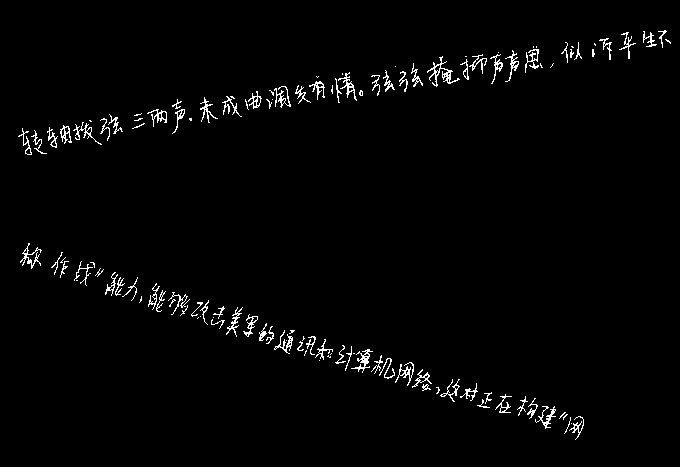 转轴拨弦三两声.未成曲调先有情。弦弦掩抑声声思,似诉平生不
称作战"能力,能够攻击美军的通讯和计算机网络,这对正在构建"网